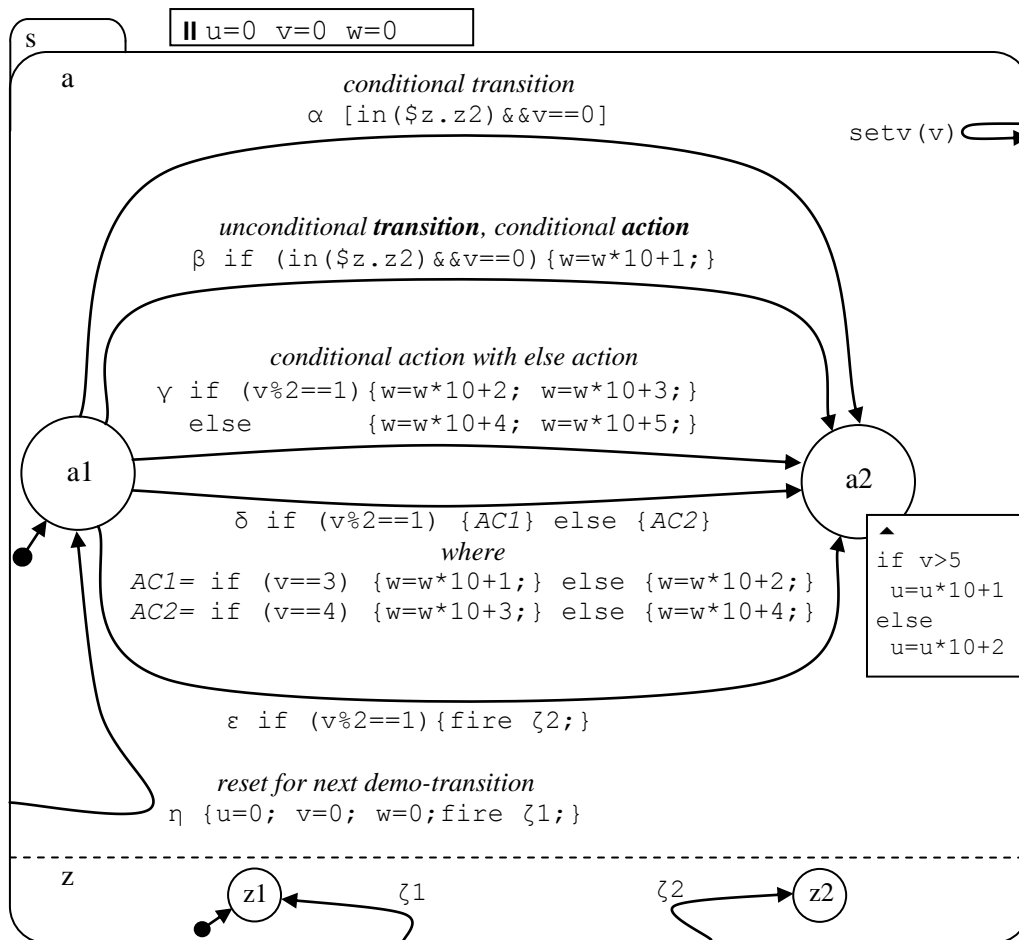 s
u=0 v=0 w=0
a
conditional transition
α [in($z.z2)&&v==0]
setv(v)
unconditional transition, conditional action
β if (in($z.z2)&&v==0){w=w*10+1;}
conditional action with else action
γ if (v%2==1){w=w*10+2; w=w*10+3;}
else {w=w*10+4; w=w*10+5;}
a1
a2
δ if (v%2==1) {AC1} else {AC2}
where
AC1= if (v==3) {w=w*10+1;} else {w=w*10+2;}
AC2= if (v==4) {w=w*10+3;} else {w=w*10+4;}
if v>5
u=u*10+1
else
u=u*10+2
ε if (v%2==1){fire ζ2;}
reset for next demo-transition
η {u=0; v=0; w=0;fire ζ1;}
z
z1
ζ1
ζ2
z2